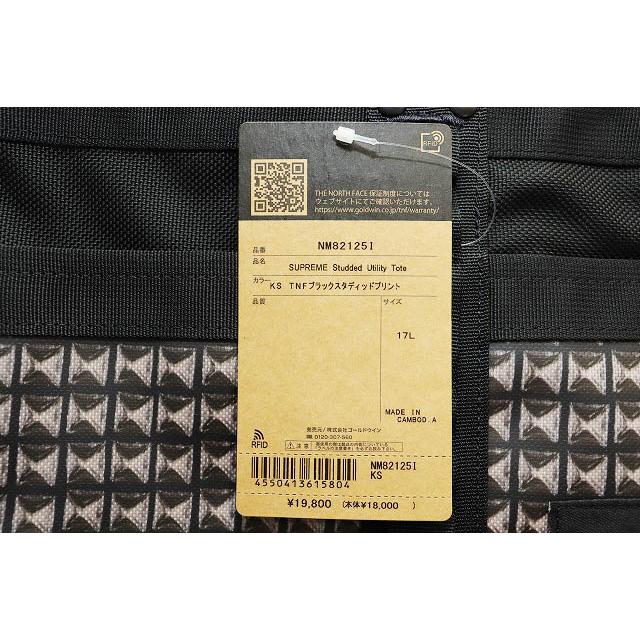 RFID
THE NORTH FACE 保証制度については
ウェブサイトにてご確認いただけます。
https://www.goldwin.co.jp/tnf/warranty/
品番 NM82125I
品名 SUPREME Studded Utility Tote
カラー KS TNFブラックスタディッドプリント
品質 サイズ
17L
MADE IN
CAMBOD.A
発売元/株式会社ゴールドウイン
0120-307-560
RFID
注意
NM82125I
KS
4550413615804
¥19,800 (本体¥18,000)